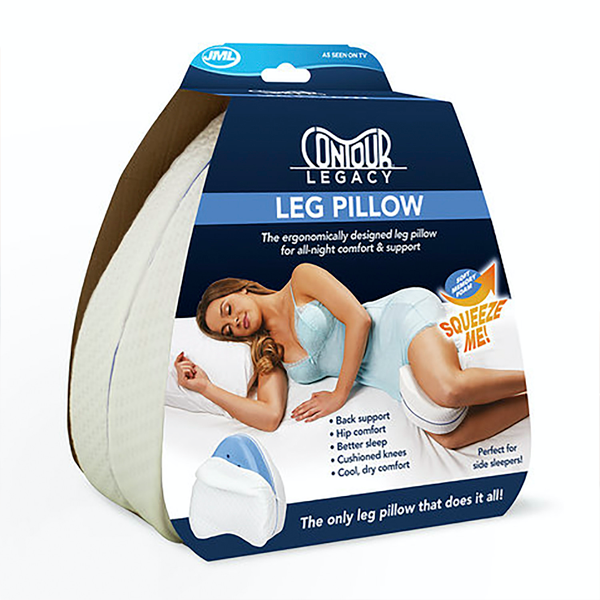 JML
AS SEEN ON TV
CONTOUR
LEGACY
LEG PILLOW
The ergonomically designed leg pillow
for all-night comfort & support
SOFT
MEMORY
FOAM
SQUEEZE
ME!
• Back support
• Hip comfort
• Better sleep
• Cushioned knees
• Cool, dry comfort
Perfect for
side sleepers!
The only leg pillow that does it all!